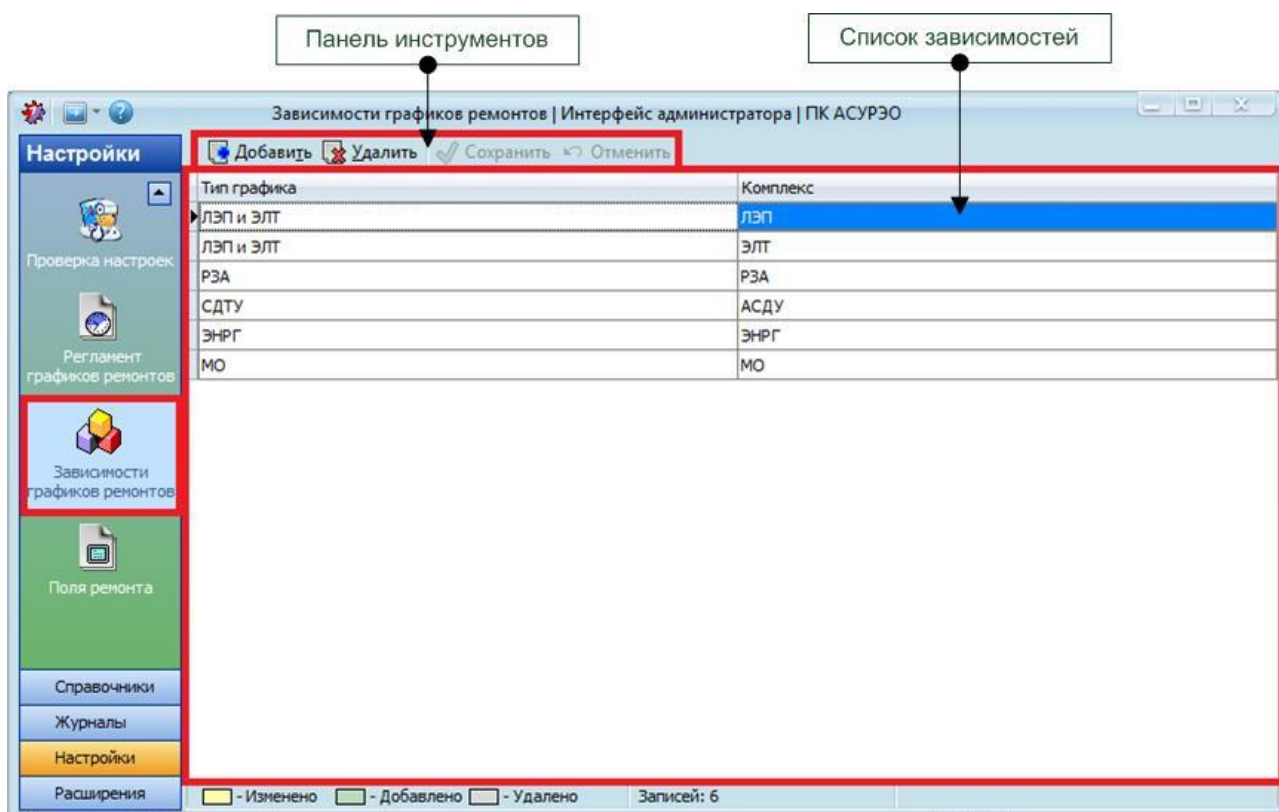 Панель инструментов
Список зависимостей
Зависимости графиков ремонтов | Интерфейс администратора | ПК АСУРЭО
Настройки
Добавить Удалить Сохранить Отменить
Тип графика Комплекс
ЛЭП и ЭЛТ ЛЭП
ЛЭП и ЭЛТ ЭЛТ
РЗА РЗА
СДТУ АСДУ
ЭНРГ ЭНРГ
МО МО
Проверка настроек
Регламент
графиков ремонтов
Зависимости
графиков ремонтов
Поля ремонта
Справочники
Журналы
Настройки
Расширения
- Изменено - Добавлено - Удалено Записей: 6